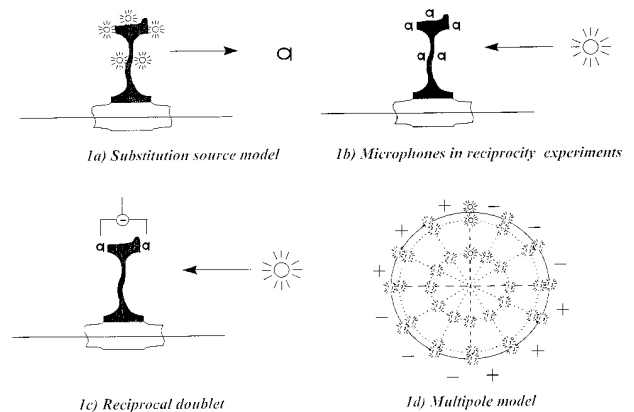 a
1a) Substitution source model
a a a
a a
1b) Microphones in reciprocity experiments
−
a a
1c) Reciprocal doublet
+ −
+ −
+ −
− +
− +
− +
1d) Multipole model